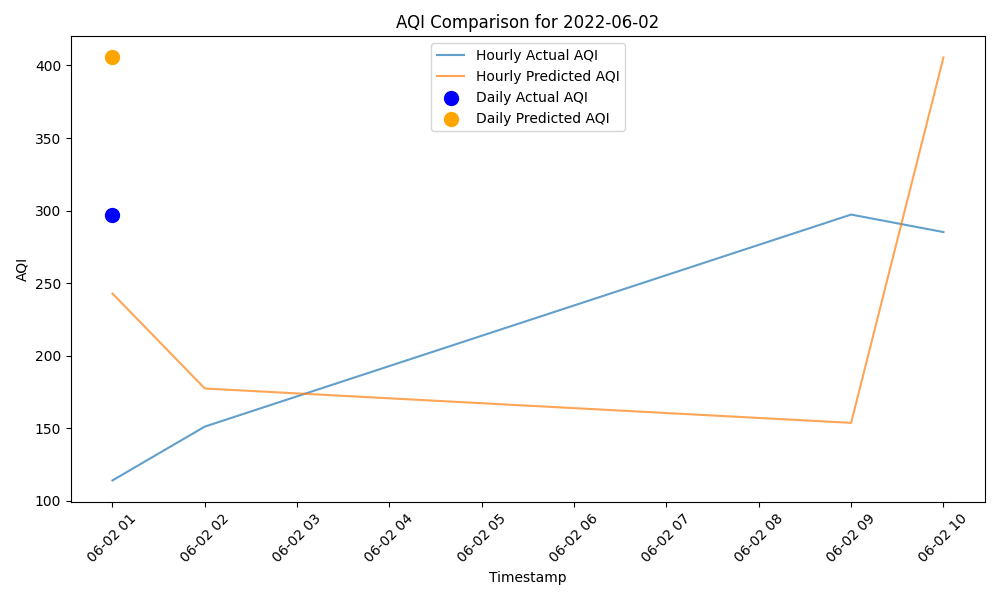 AQI Comparison for 2022-06-02
Hourly Actual AQI
Hourly Predicted AQI
Daily Actual AQI
Daily Predicted AQI
AQI
400
350
300
250
200
150
100
06-02 01
06-02 02
06-02 03
06-02 04
06-02 05
06-02 06
06-02 07
06-02 08
06-02 09
06-02 10
Timestamp